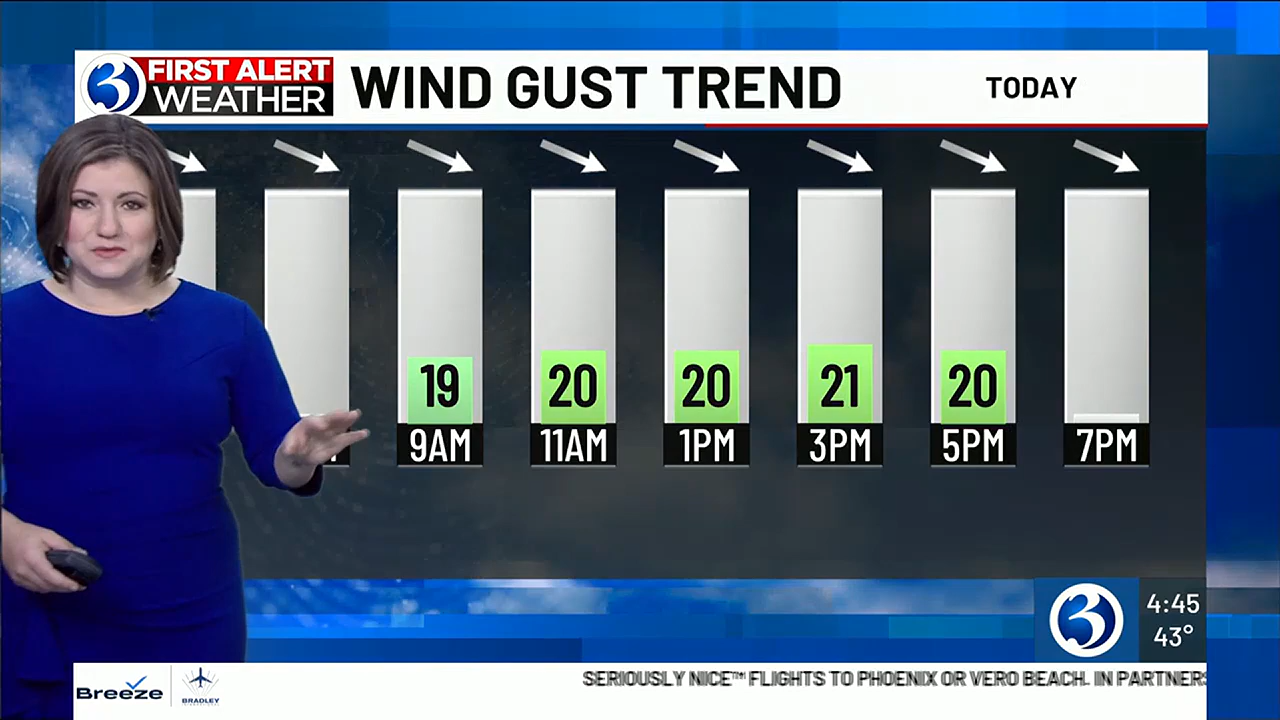 3 FIRST ALERT
WEATHER
WIND GUST TREND
TODAY
19
20
20
21
20
9AM
11AM
1PM
3PM
5PM
7PM
3
4:45
43°
Breeze
BRADLEY
SERIOUSLY NICE™ FLIGHTS TO PHOENIX OR VERO BEACH. IN PARTNERS